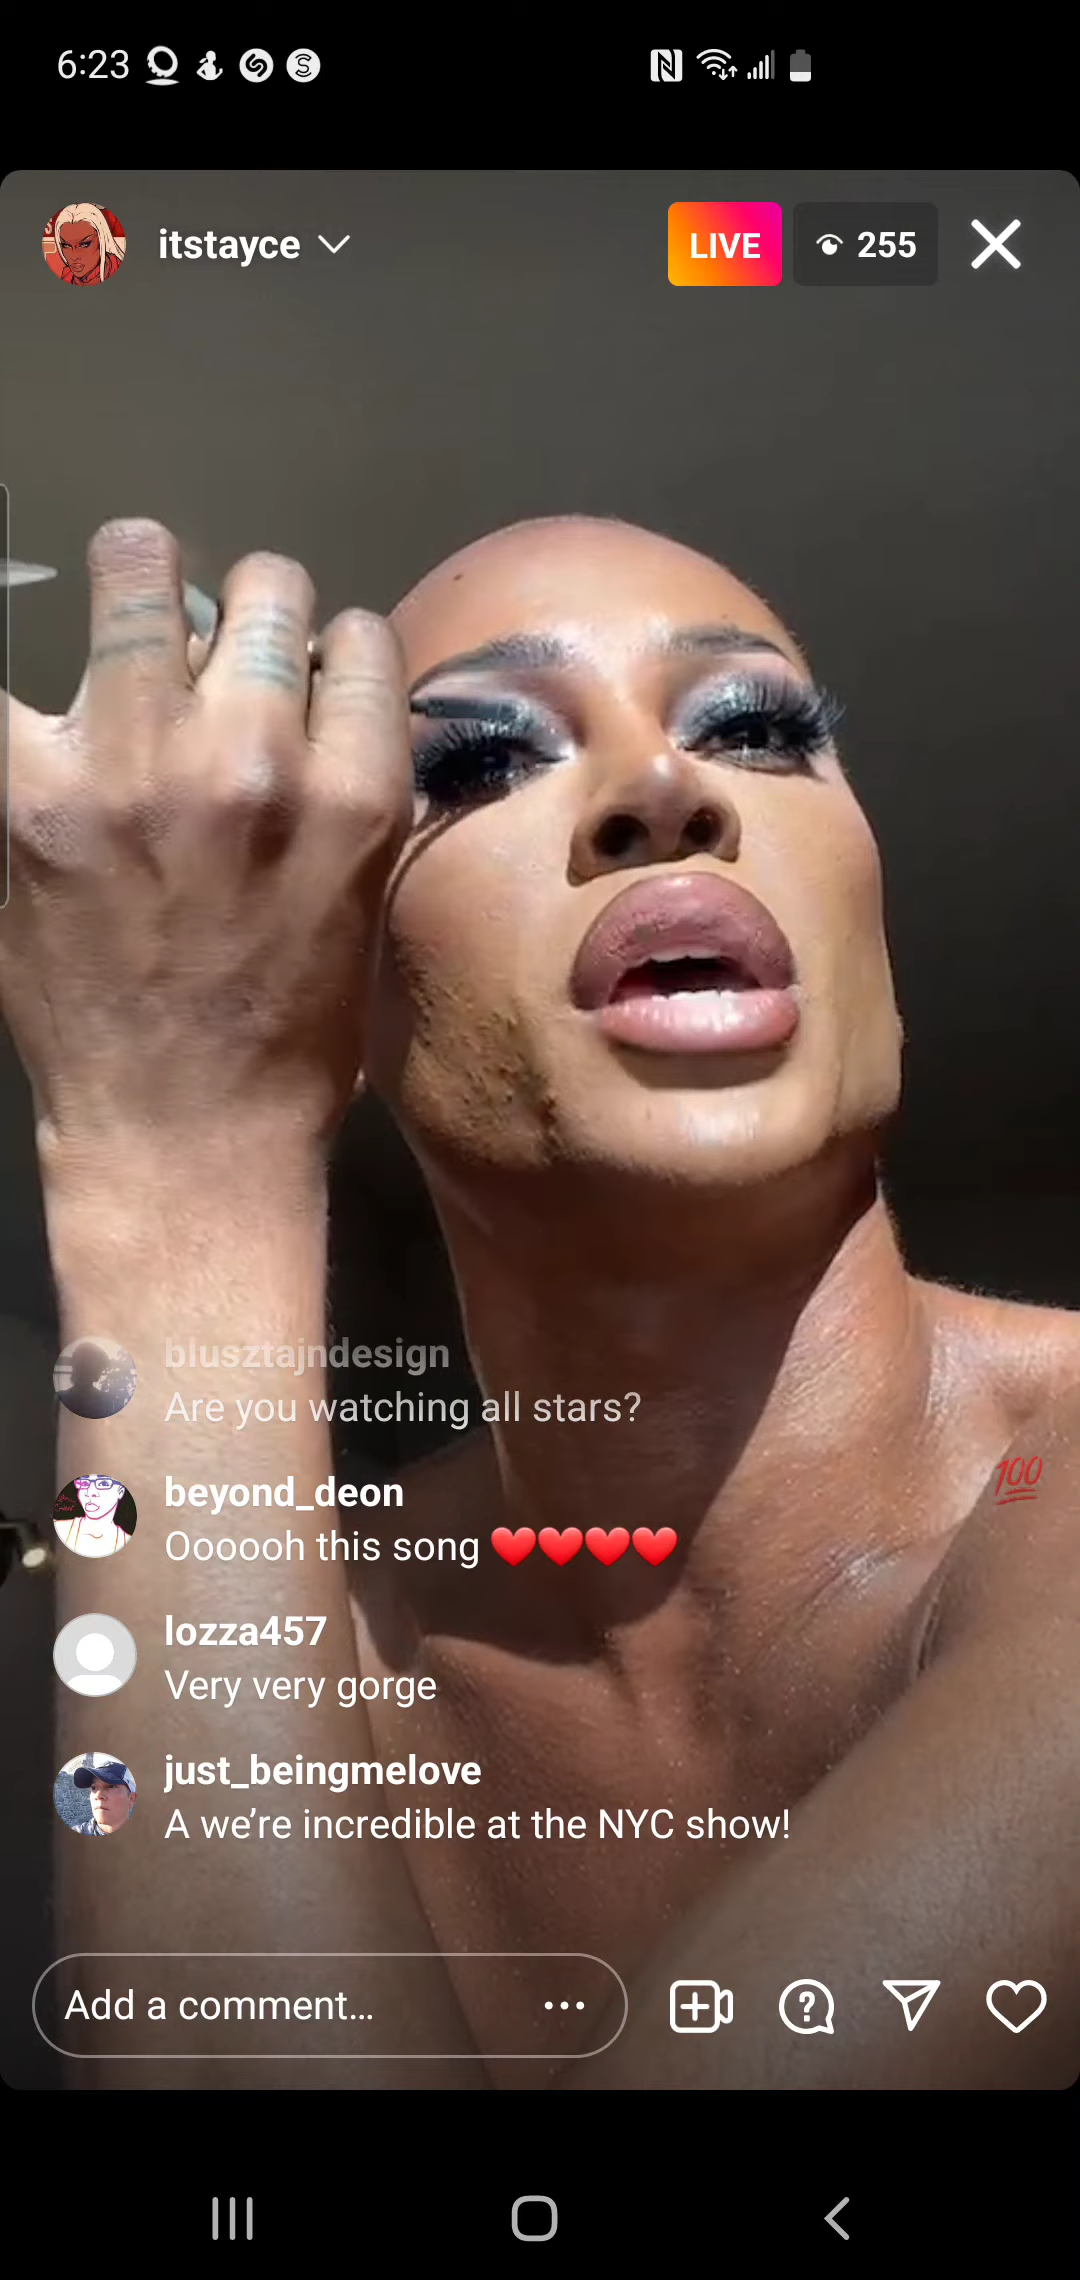 6:23
itstayce
LIVE
255
blusztajndesign
Are you watching all stars?
beyond_deon
Oooooh this song ❤️❤️❤️❤️
💯
lozza457
Very very gorge
just_beingmelove
A we’re incredible at the NYC show!
Add a comment...